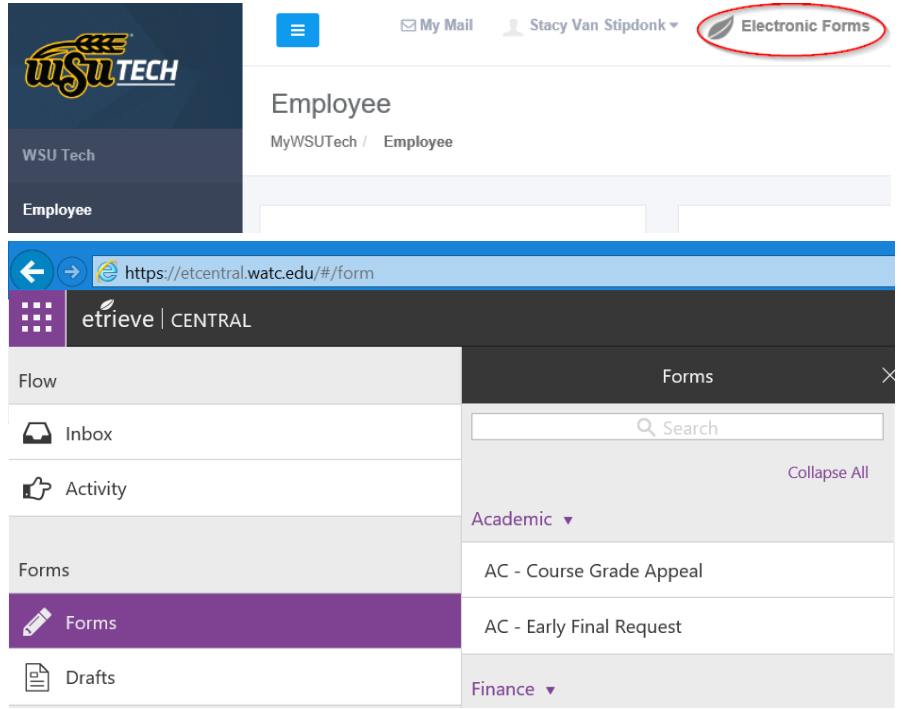 My Mail
Stacy Van Stipdonk
Electronic Forms
WSU TECH
Employee
MyWSUTech / Employee
WSU Tech
Employee
https://etcentral.watc.edu/#/form
etrieve | CENTRAL
Flow
Inbox
Activity
Forms
Forms
Drafts
Forms
Search
Collapse All
Academic
AC - Course Grade Appeal
AC - Early Final Request
Finance